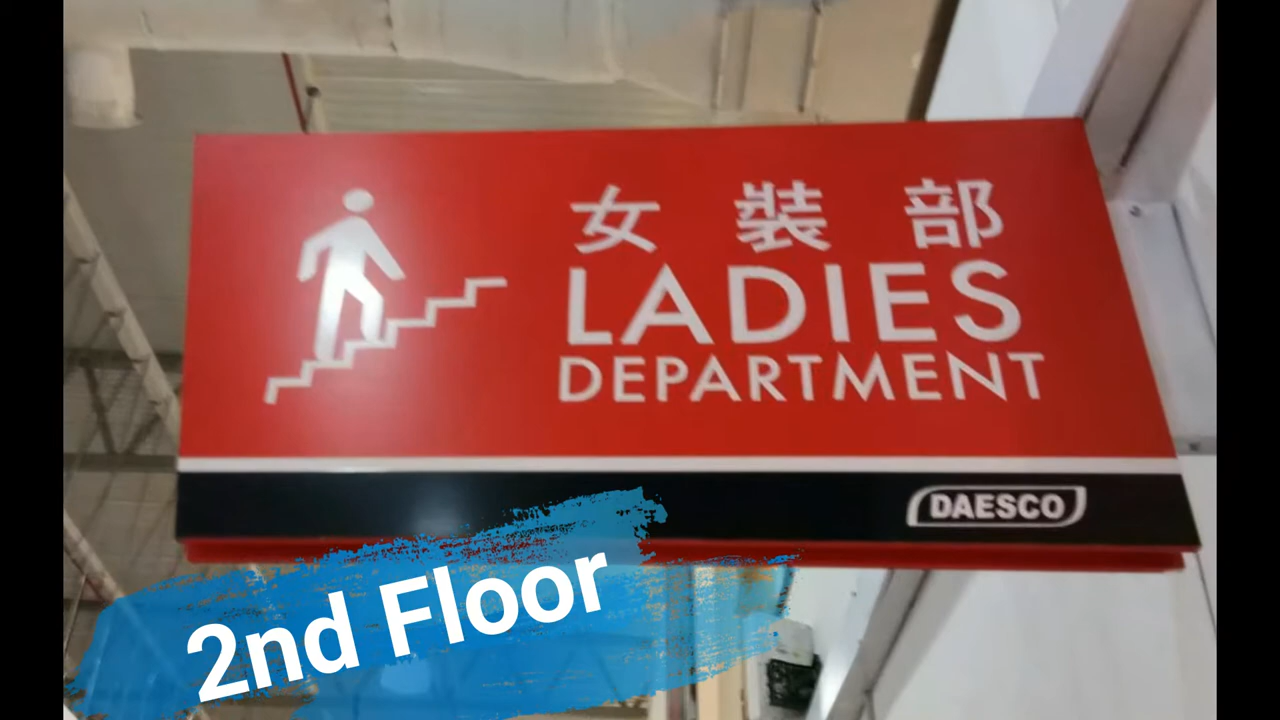 女裝部
LADIES
DEPARTMENT
DAESCO
2nd Floor